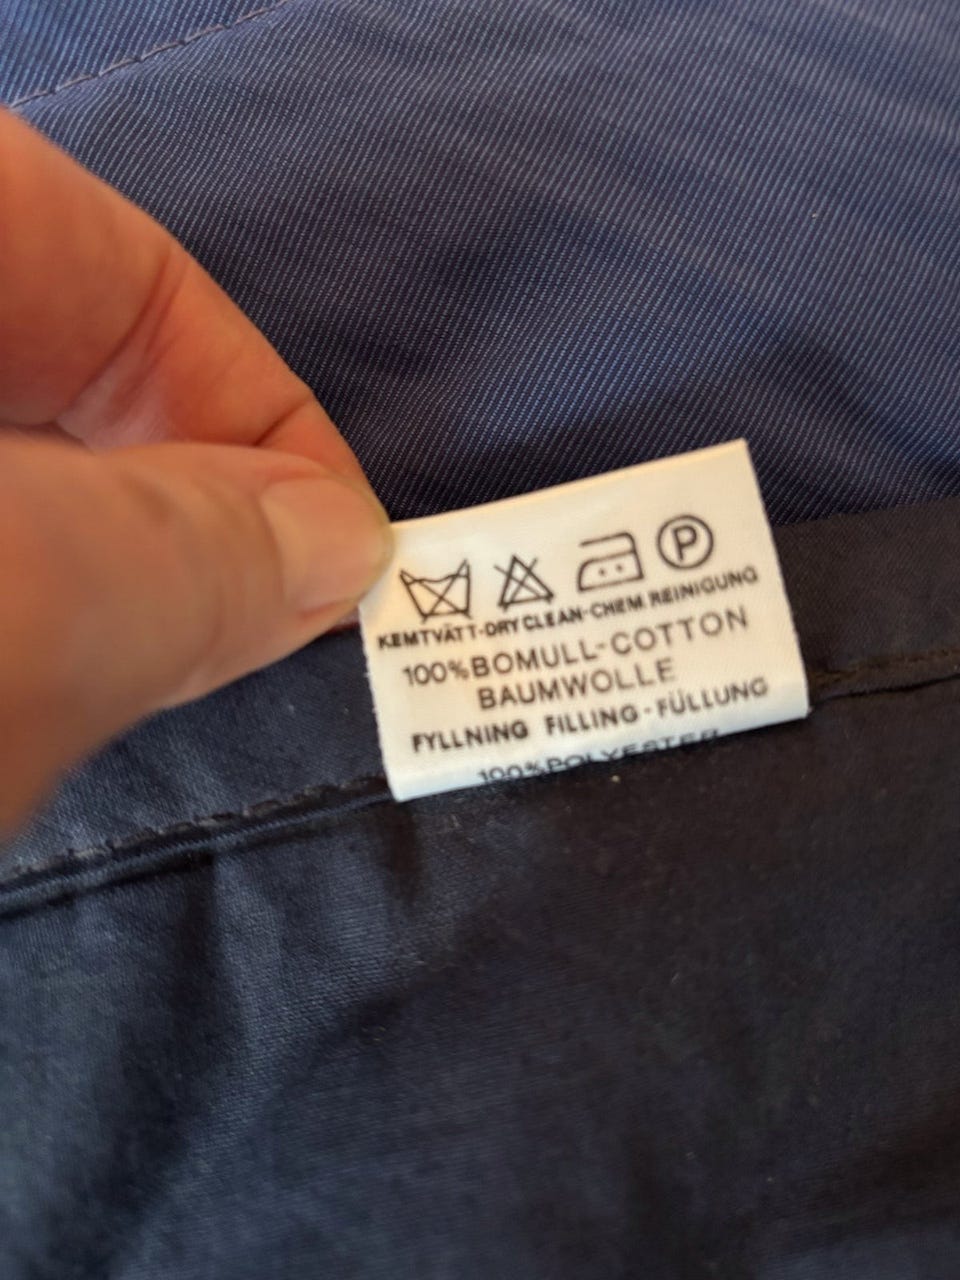 P
KEMTVÄTT-DRYCLEAN-CHEM.REINIGUNG
100%BOMULL-COTTON
BAUMWOLLE
FYLLNING FILLING-FÜLLUNG
100%POLYESTER